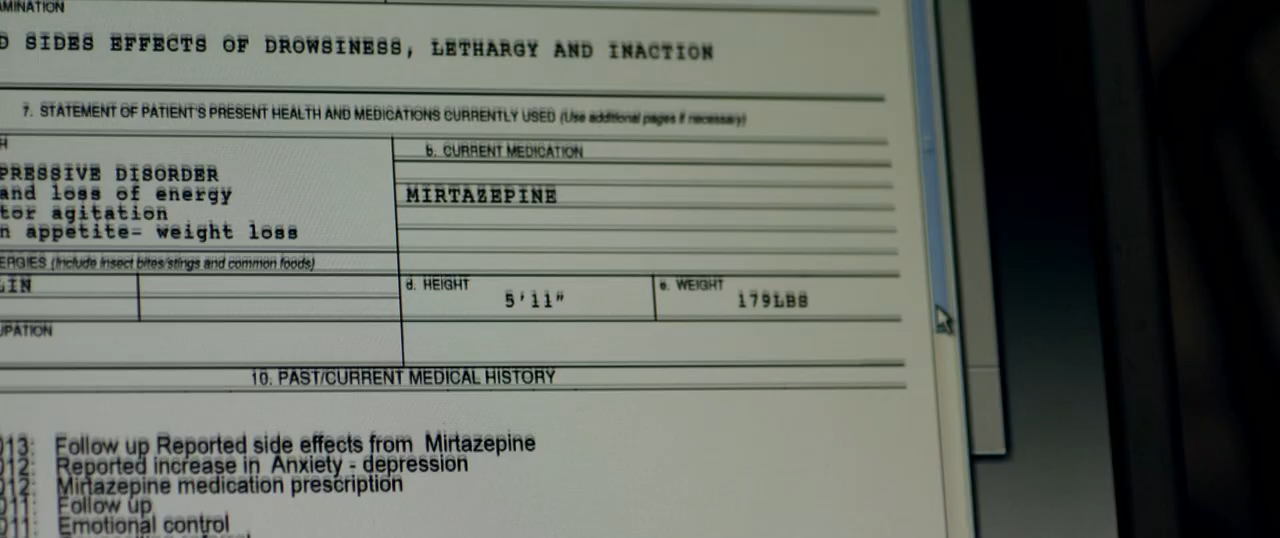 AMINATION
D SIDES EFFECTS OF DROWSINESS, LETHARGY AND INACTION
7. STATEMENT OF PATIENT'S PRESENT HEALTH AND MEDICATIONS CURRENTLY USED (Use additional pages if necessary)
H
b. CURRENT MEDICATION
PRESSIVE DISORDER
and loss of energy
MIRTAZEPINE
tor agitation
n appetite= weight loss
ERGIES (Include insect bites/stings and common foods)
LIN
d. HEIGHT
5'11"
e. WEIGHT
179LBS
UPATION
10. PAST/CURRENT MEDICAL HISTORY
013: Follow up Reported side effects from Mirtazepine
012: Reported increase in Anxiety - depression
012: Mirtazepine medication prescription
011: Follow up
011: Emotional control